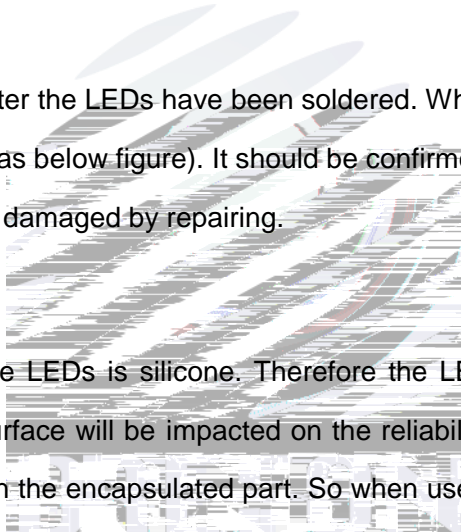 ter the LEDs have been soldered. Wh
as below figure). It should be confirme
damaged by repairing.
e LEDs is silicone. Therefore the LE
urface will be impacted on the reliabil
n the encapsulated part. So when use